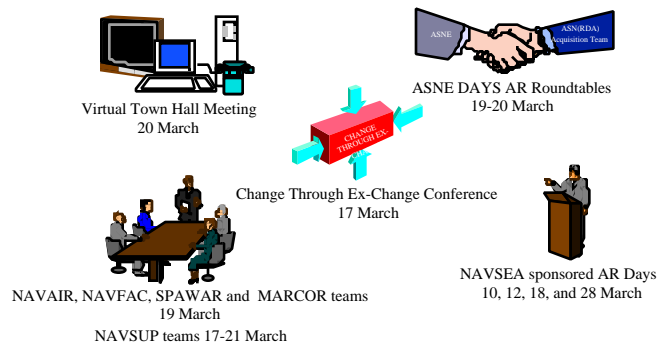 ASNE
ASN(RDA)
Acquisition Team
Virtual Town Hall Meeting
20 March
ASNE DAYS AR Roundtables
19-20 March
CHANGE
THROUGH EX-
Change Through Ex-Change Conference
17 March
NAVAIR, NAVFAC, SPAWAR and MARCOR teams
19 March
NAVSUP teams 17-21 March
NAVSEA sponsored AR Days
10, 12, 18, and 28 March